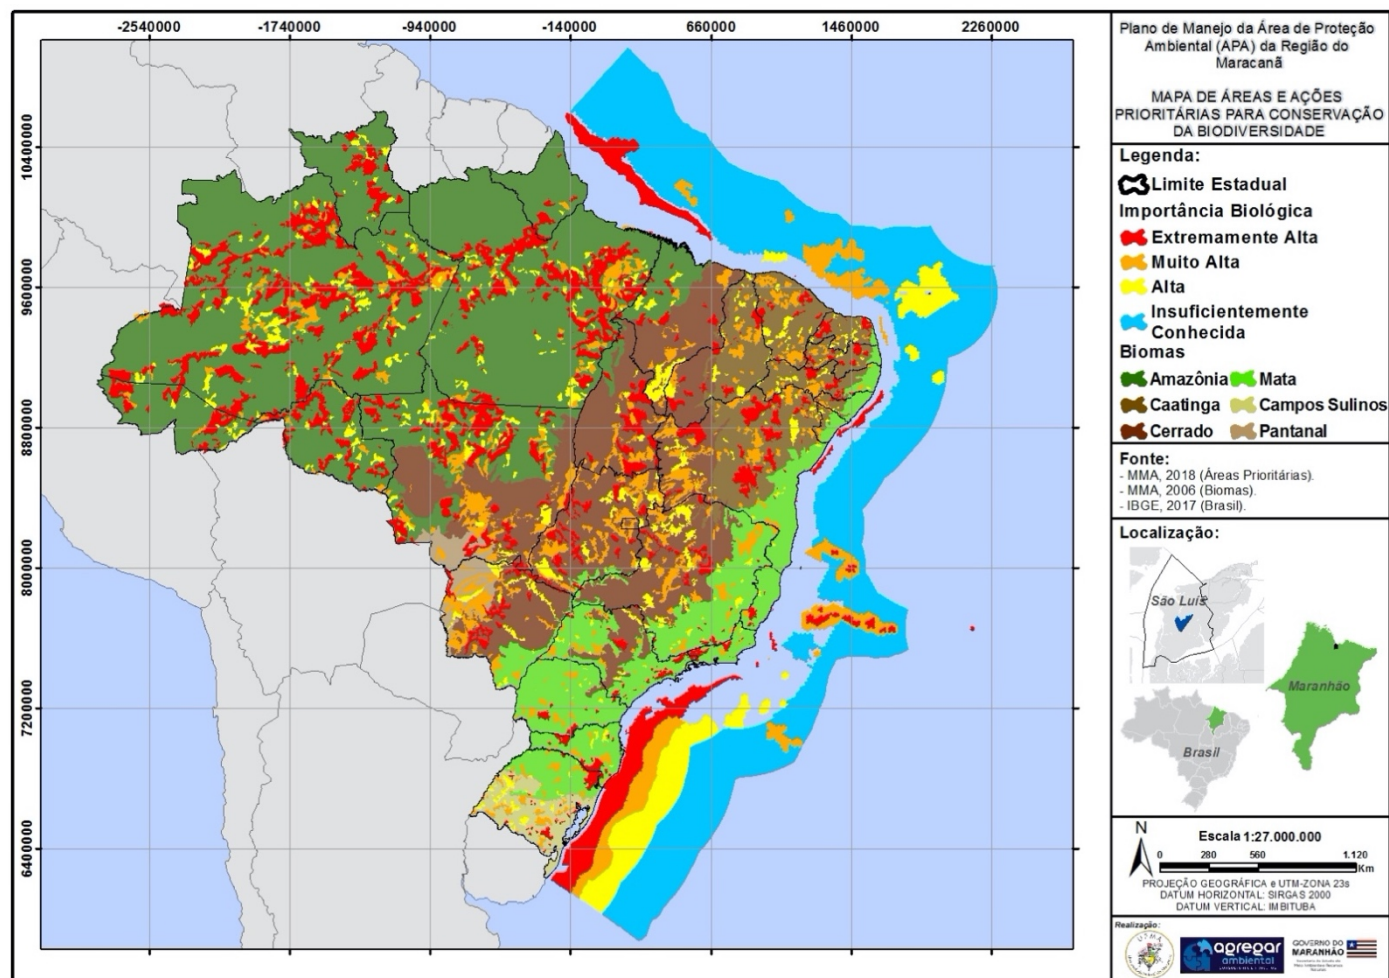 -2540000
-1740000
-940000
-140000
660000
1460000
2260000
10400000
9600000
8800000
8000000
7200000
6400000
Plano de Manejo da Área de Proteção
Ambiental (APA) da Região do
Maracanã
MAPA DE ÁREAS E AÇÕES
PRIORITÁRIAS PARA CONSERVAÇÃO
DA BIODIVERSIDADE
Legenda:
Limite Estadual
Importância Biológica
Extremamente Alta
Muito Alta
Alta
Insuficientemente
Conhecida
Biomas
Amazônia Mata
Caatinga Campos Sulinos
Cerrado Pantanal
Fonte:
- MMA, 2018 (Áreas Prioritárias).
- MMA, 2006 (Biomas).
- IBGE, 2017 (Brasil).
Localização:
São Luís
Maranhão
Brasil
N
Escala 1:27.000.000
0 280 560 1.120
Km
PROJEÇÃO GEOGRÁFICA e UTM-ZONA 23s
DATUM HORIZONTAL: SIRGAS 2000
DATUM VERTICAL: IMBITUBA
Realização:
agregar
ambiental
GOVERNO DO
MARANHÃO